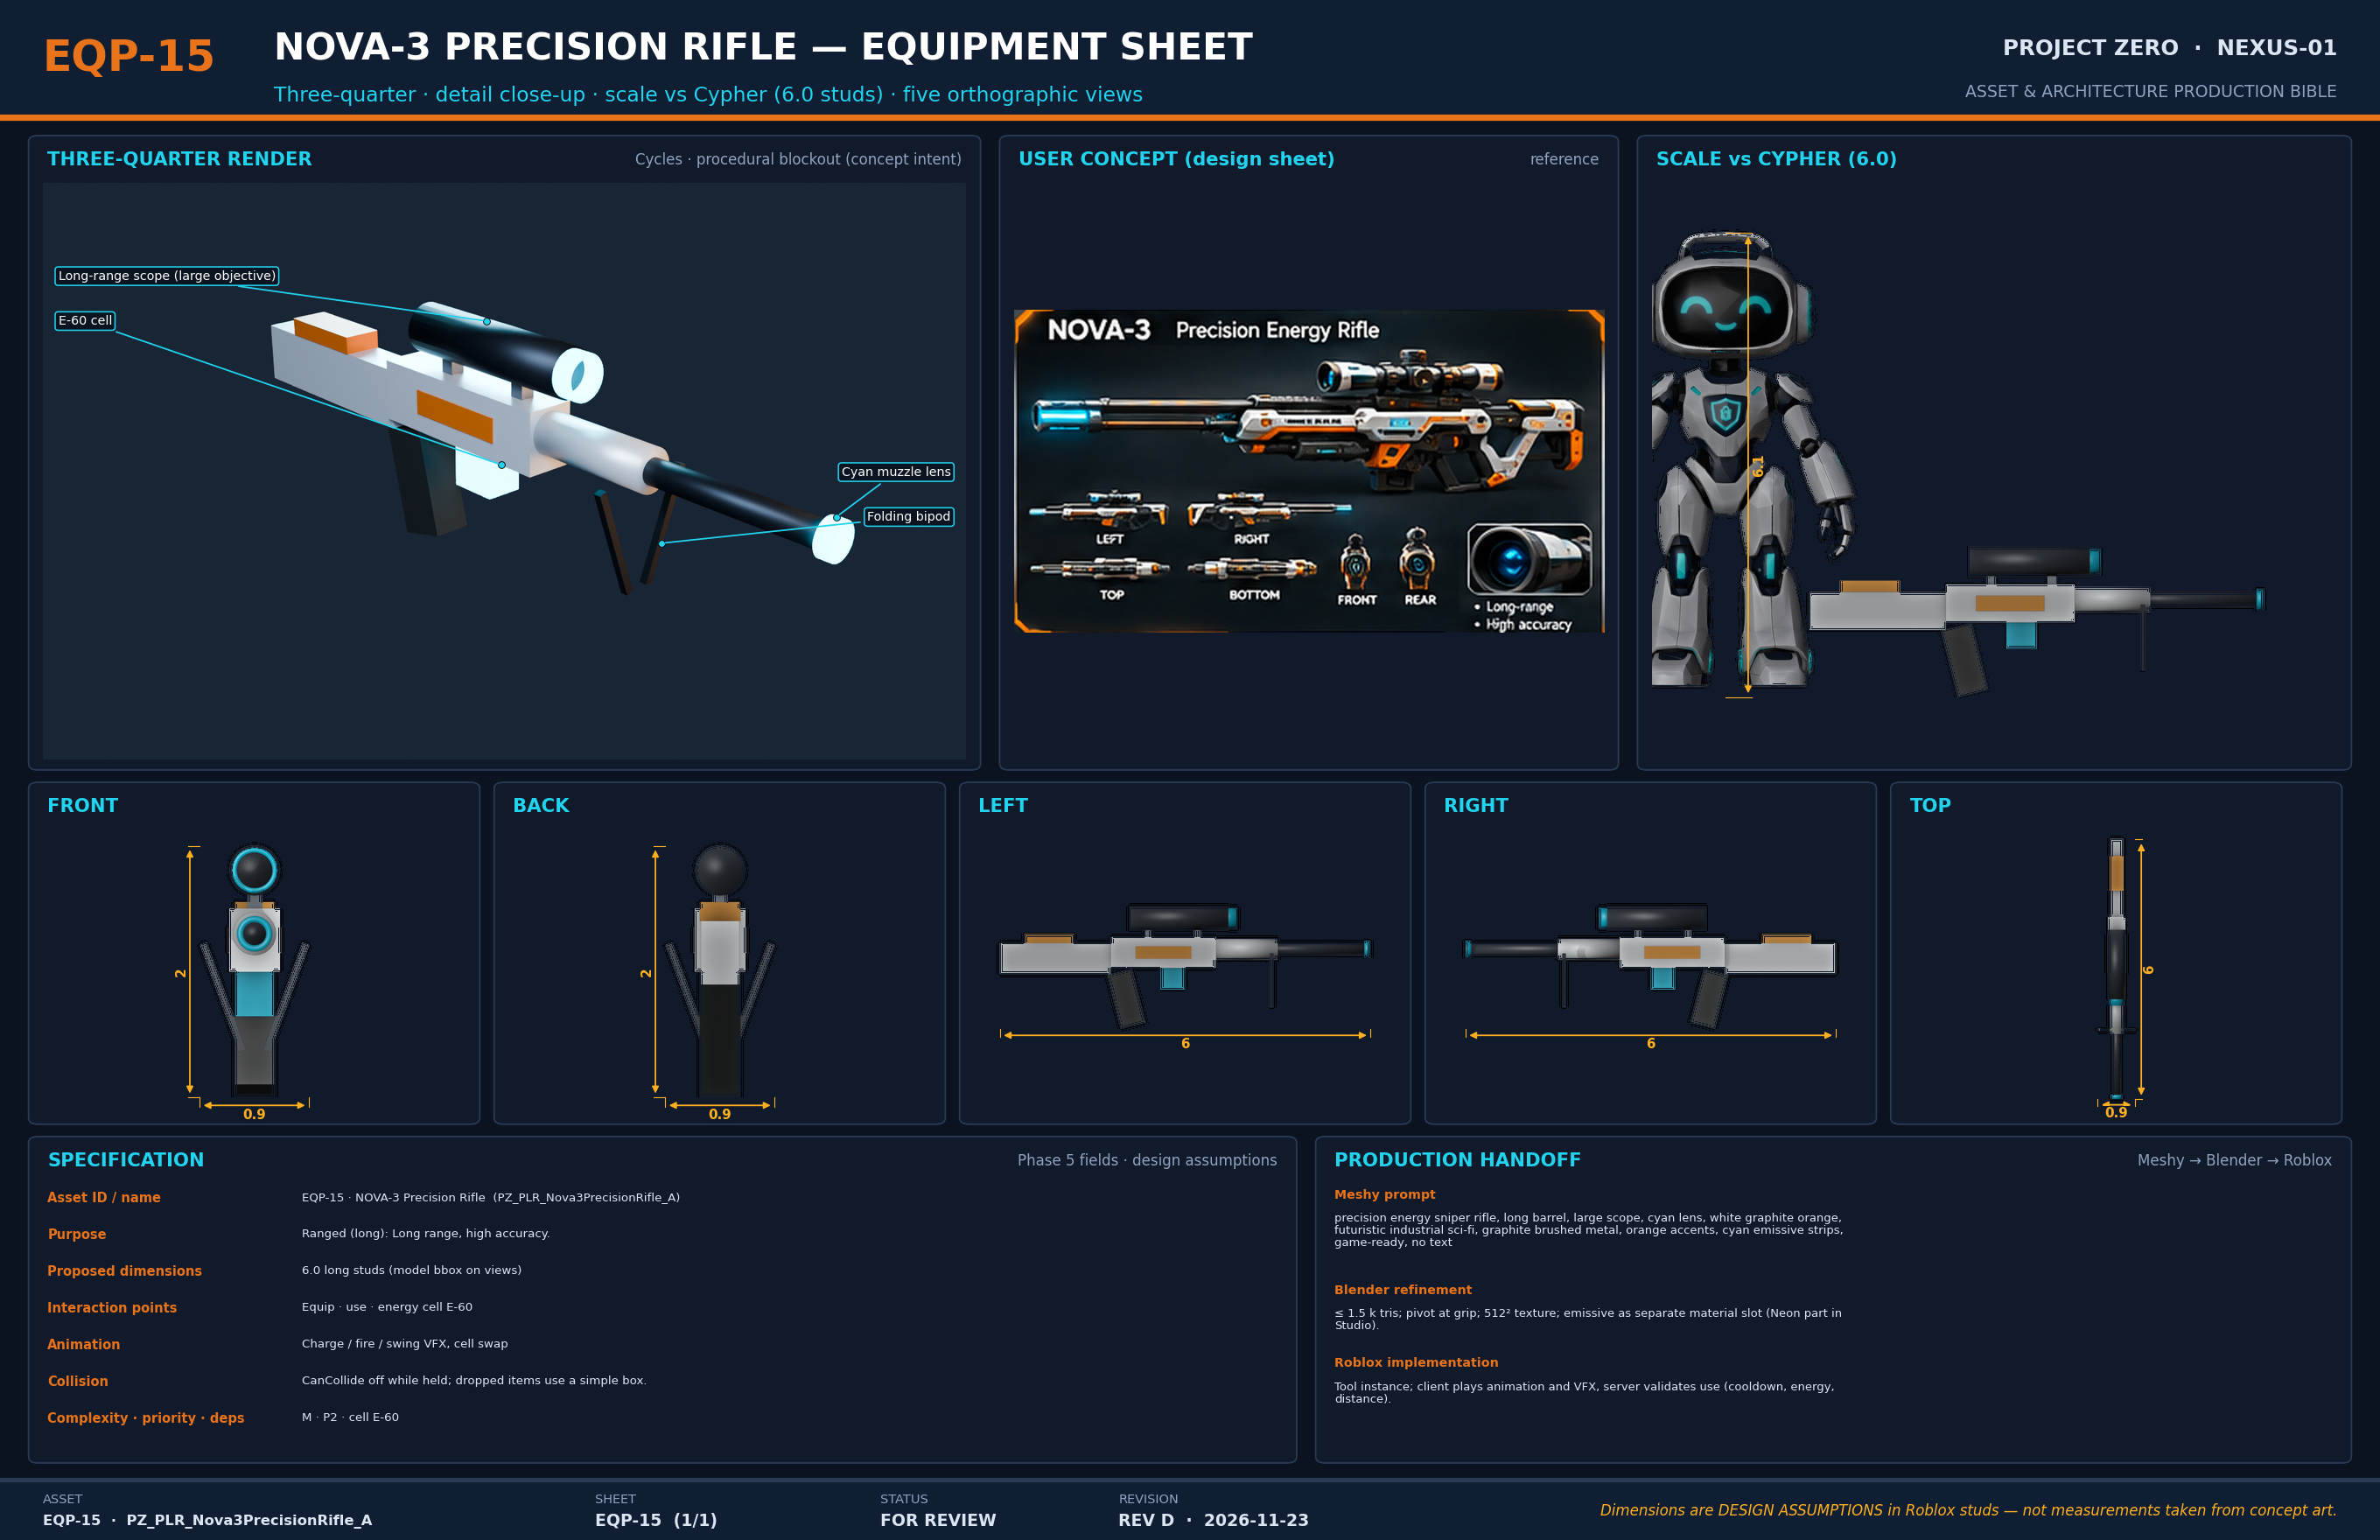 EQP-15
NOVA-3 PRECISION RIFLE — EQUIPMENT SHEET
Three-quarter · detail close-up · scale vs Cypher (6.0 studs) · five orthographic views
PROJECT ZERO · NEXUS-01
ASSET & ARCHITECTURE PRODUCTION BIBLE
THREE-QUARTER RENDER
Cycles · procedural blockout (concept intent)
Long-range scope (large objective)
E-60 cell
Cyan muzzle lens
Folding bipod
USER CONCEPT (design sheet)
reference
NOVA-3 Precision Energy Rifle
LEFT
RIGHT
TOP
BOTTOM
FRONT
REAR
• Long-range
• High accuracy
SCALE vs CYPHER (6.0)
6.1
FRONT
2
0.9
BACK
2
0.9
LEFT
6
RIGHT
6
TOP
6
0.9
SPECIFICATION
Phase 5 fields · design assumptions
Asset ID / name
EQP-15 · NOVA-3 Precision Rifle (PZ_PLR_Nova3PrecisionRifle_A)
Purpose
Ranged (long): Long range, high accuracy.
Proposed dimensions
6.0 long studs (model bbox on views)
Interaction points
Equip · use · energy cell E-60
Animation
Charge / fire / swing VFX, cell swap
Collision
CanCollide off while held; dropped items use a simple box.
Complexity · priority · deps
M · P2 · cell E-60
PRODUCTION HANDOFF
Meshy → Blender → Roblox
Meshy prompt
precision energy sniper rifle, long barrel, large scope, cyan lens, white graphite orange,
futuristic industrial sci-fi, graphite brushed metal, orange accents, cyan emissive strips,
game-ready, no text
Blender refinement
≤ 1.5 k tris; pivot at grip; 512² texture; emissive as separate material slot (Neon part in
Studio).
Roblox implementation
Tool instance; client plays animation and VFX, server validates use (cooldown, energy,
distance).
ASSET
EQP-15 · PZ_PLR_Nova3PrecisionRifle_A
SHEET
EQP-15 (1/1)
STATUS
FOR REVIEW
REVISION
REV D · 2026-11-23
Dimensions are DESIGN ASSUMPTIONS in Roblox studs — not measurements taken from concept art.